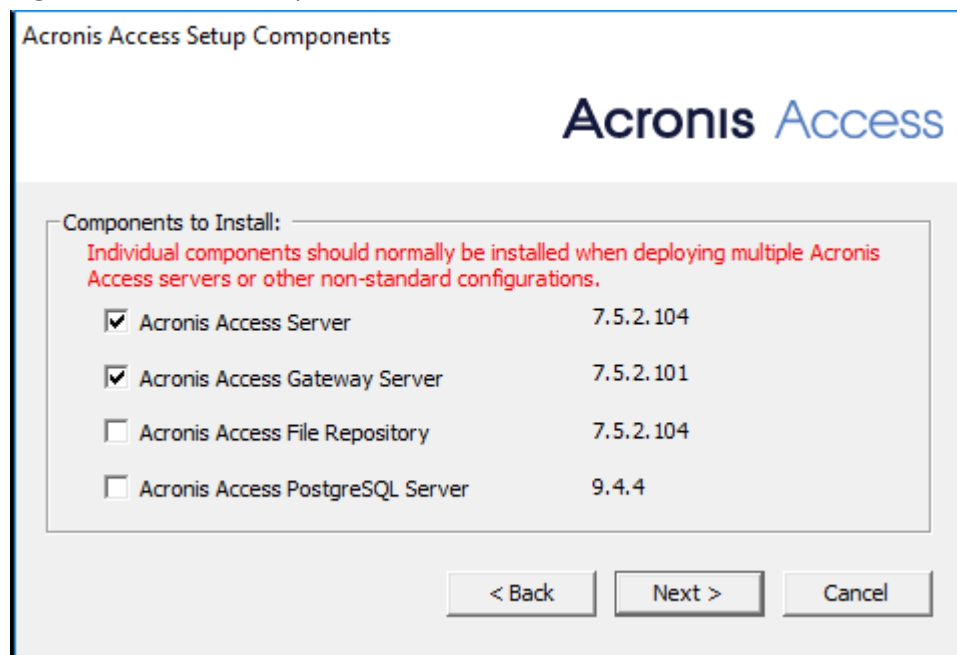 Acronis Access Setup Components
Acronis Access
Components to Install:
Individual components should normally be installed when deploying multiple Acronis
Access servers or other non-standard configurations.
Acronis Access Server 7.5.2.104
Acronis Access Gateway Server 7.5.2.101
Acronis Access File Repository 7.5.2.104
Acronis Access PostgreSQL Server 9.4.4
< Back Next > Cancel